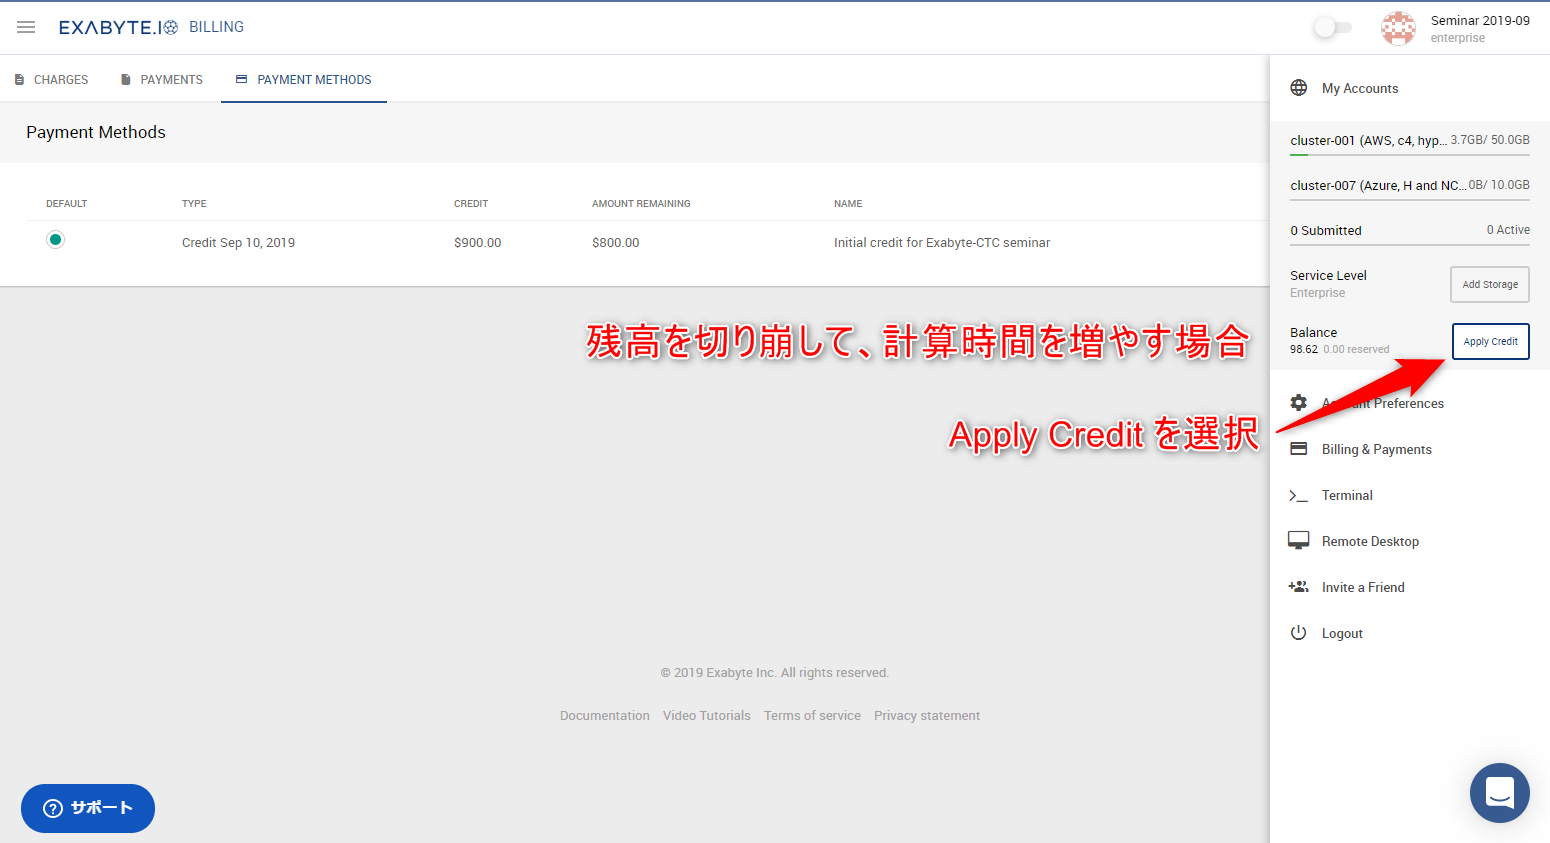 EXABYTE.IO BILLING
Seminar 2019-09
enterprise
CHARGES PAYMENTS PAYMENT METHODS
Payment Methods
DEFAULT TYPE CREDIT AMOUNT REMAINING NAME
Credit Sep 10, 2019 $900.00 $800.00 Initial credit for Exabyte-CTC seminar
残高を切り崩して、計算時間を増やす場合
Apply Credit を選択
My Accounts
cluster-001 (AWS, c4, hyp... 3.7GB/ 50.0GB
cluster-007 (Azure, H and NC... 0B/ 10.0GB
0 Submitted 0 Active
Service Level
Enterprise
Add Storage
Balance
98.62 0.00 reserved
Apply Credit
Preferences
Billing & Payments
Terminal
Remote Desktop
Invite a Friend
Logout
© 2019 Exabyte Inc. All rights reserved.
Documentation Video Tutorials Terms of service Privacy statement
サポート